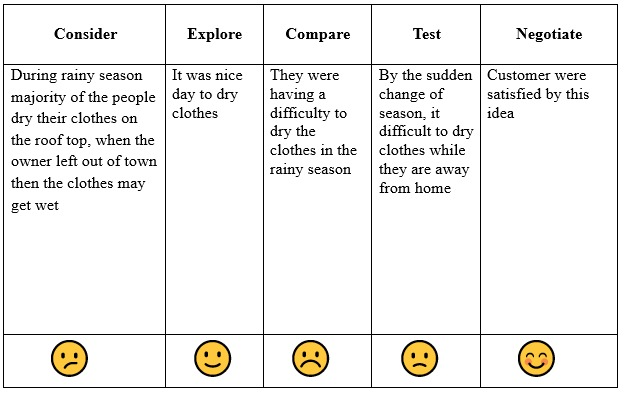 Consider
Explore
Compare
Test
Negotiate
During rainy season
majority of the people
dry their clothes on
the roof top, when the
owner left out of town
then the clothes may
get wet
It was nice
day to dry
clothes
They were
having a
difficulty to
dry the
clothes in the
rainy season
By the sudden
change of
season, it
difficult to dry
clothes while
they are away
from home
Customer were
satisfied by this
idea